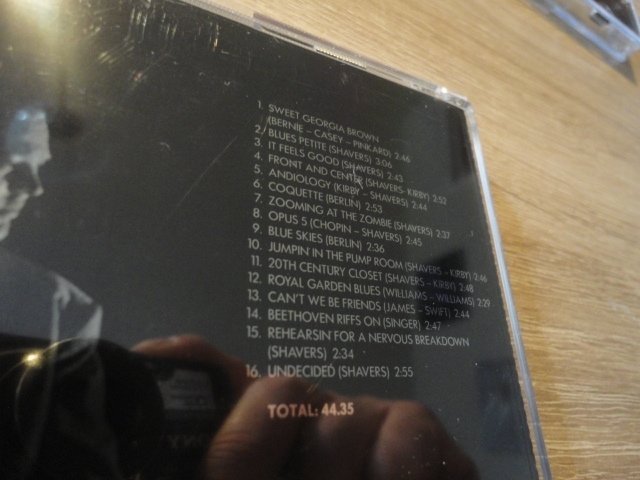 1. SWEET GEORGIA BROWN
(BERNIE – CASEY – PINKARD) 2:46
2. BLUES PETITE (SHAVERS) 3:06
3. IT FEELS GOOD (SHAVERS) 2:43
4. FRONT AND CENTER (SHAVERS- KIRBY) 2:52
5. ANDIOLOGY (KIRBY – SHAVERS) 2:44
6. COQUETTE (BERLIN) 2:53
7. ZOOMING AT THE ZOMBIE (SHAVERS) 2:37
8. OPUS 5 (CHOPIN – SHAVERS) 2:45
9. BLUE SKIES (BERLIN) 2:36
10. JUMPIN' IN THE PUMP ROOM (SHAVERS – KIRBY) 2:46
11. 20TH CENTURY CLOSET (SHAVERS – KIRBY) 2:48
12. ROYAL GARDEN BLUES (WILLIAMS – WILLIAMS) 2:29
13. CAN'T WE BE FRIENDS (JAMES – SWIFT) 2:44
14. BEETHOVEN RIFFS ON (SINGER) 2:47
15. REHEARSIN' FOR A NERVOUS BREAKDOWN
(SHAVERS) 2:34
16. UNDECIDED (SHAVERS) 2:55
TOTAL: 44.35